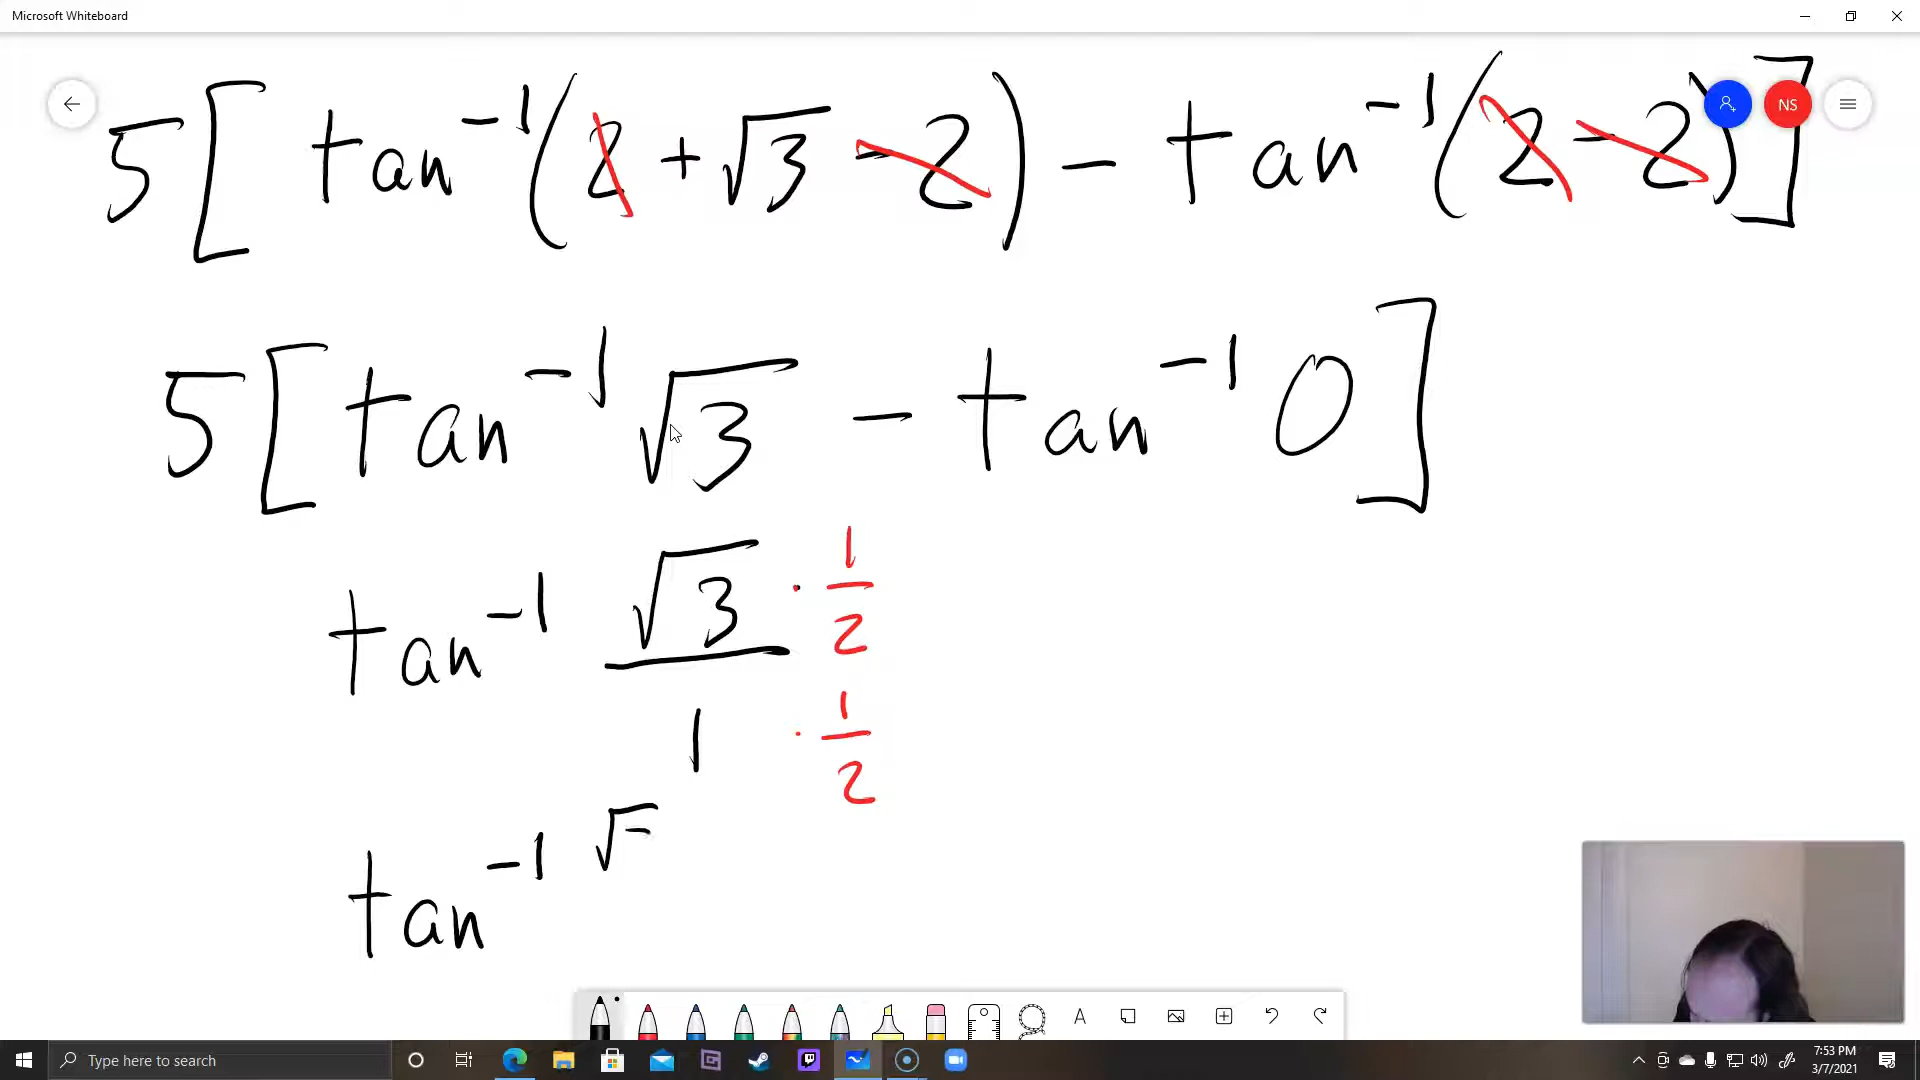 Microsoft Whiteboard
5[tan⁻¹(2 + √3 - 2) - tan⁻¹(2 - 2)]
NS
5[tan⁻¹ √3 - tan⁻¹ 0]
tan⁻¹ √3 · 1/2
1 · 1/2
tan⁻¹ √
A
Type here to search
7:53 PM
3/7/2021